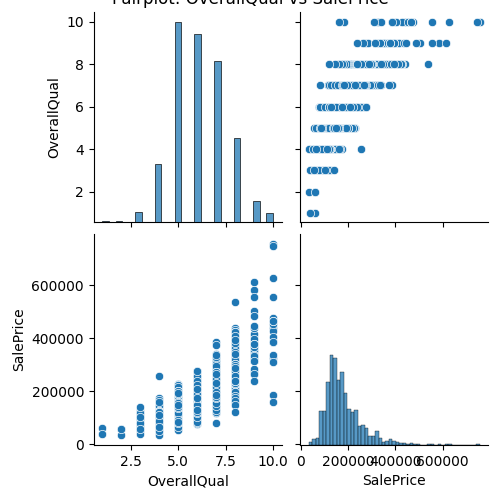 Pairplot: OverallQual vs SalePrice
10
8
6
4
2
OverallQual
600000
400000
200000
0
SalePrice
2.5 5.0 7.5 10.0
OverallQual
0 200000 400000 600000
SalePrice